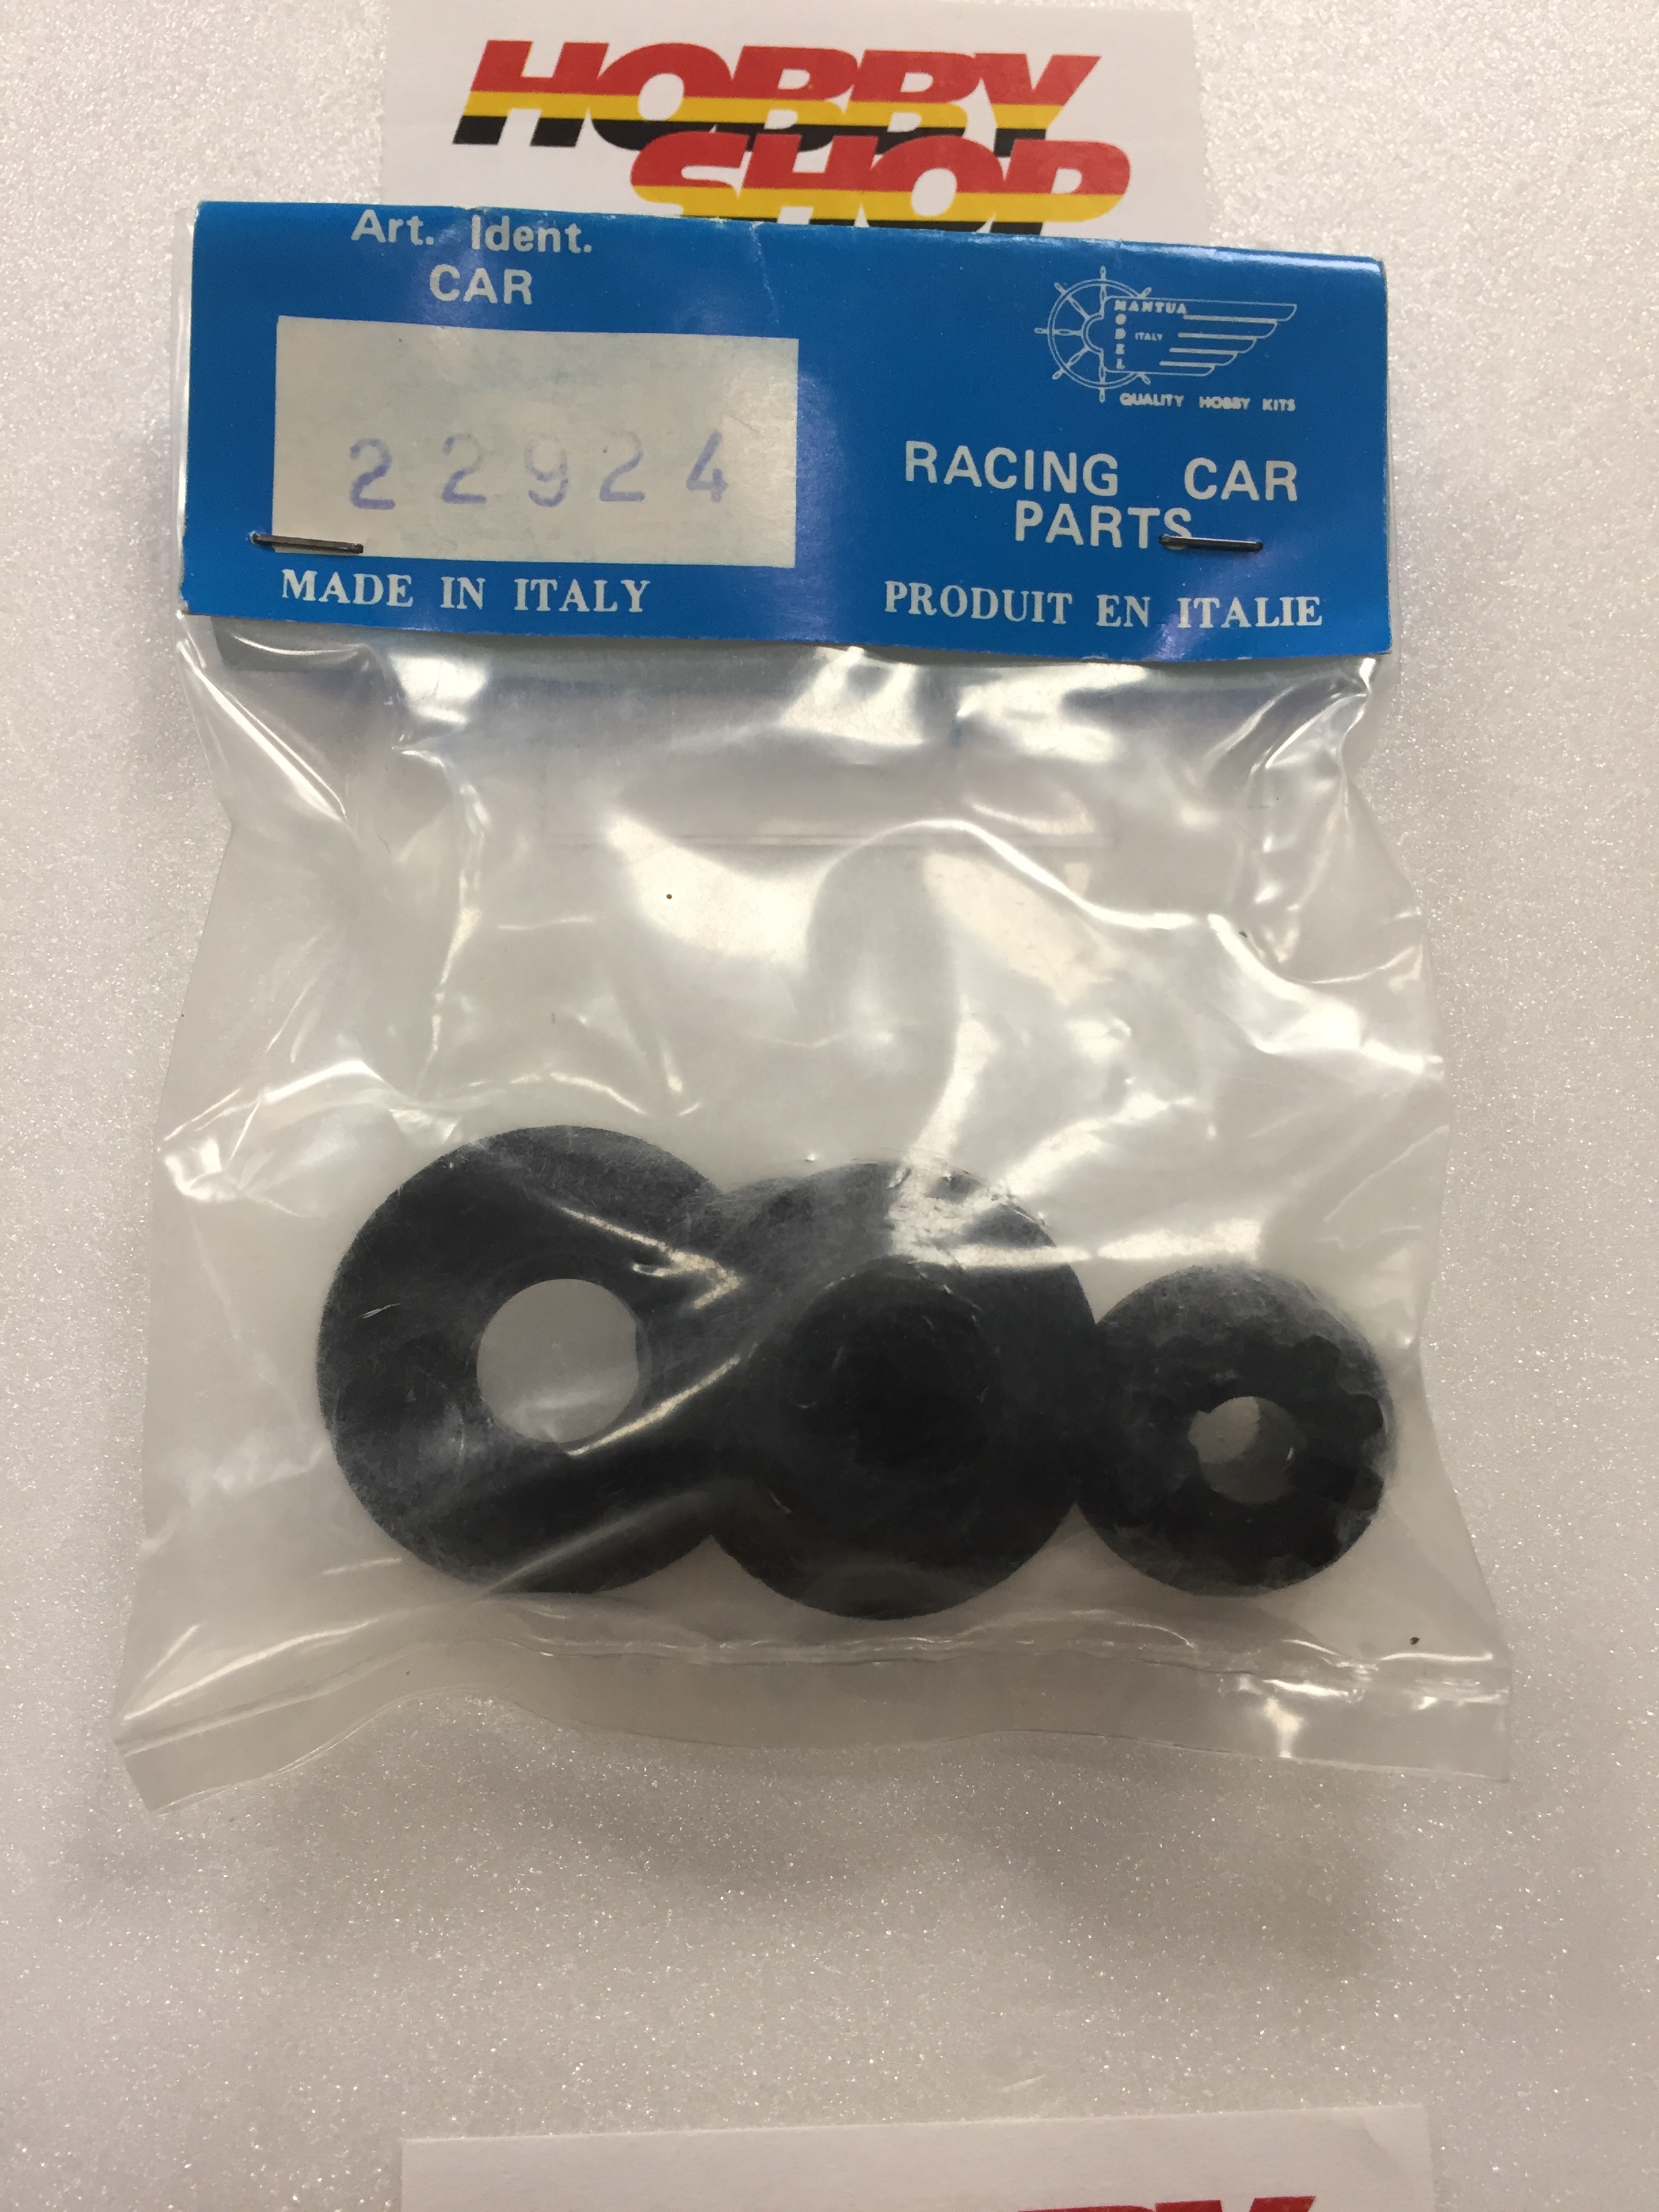 HOBBY
SHOP
Art. Ident.
CAR
22924
MADE IN ITALY
MANTUA
MODEL
ITALY
QUALITY HOBBY KITS
RACING CAR
PARTS
PRODUIT EN ITALIE